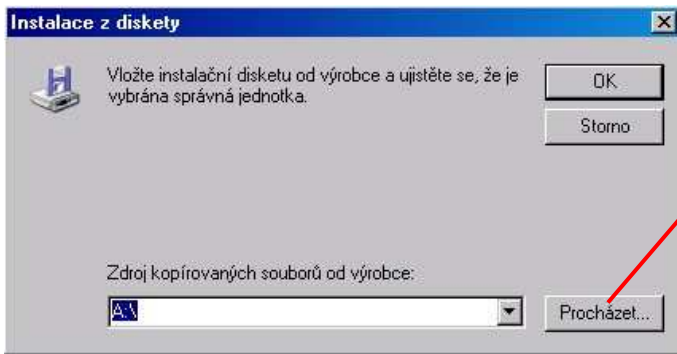 Instalace z diskety
Vložte instalační disketu od výrobce a ujistěte se, že je
vybrána správná jednotka.
OK
Storno
Zdroj kopírovaných souborů od výrobce:
A:\
Procházet...